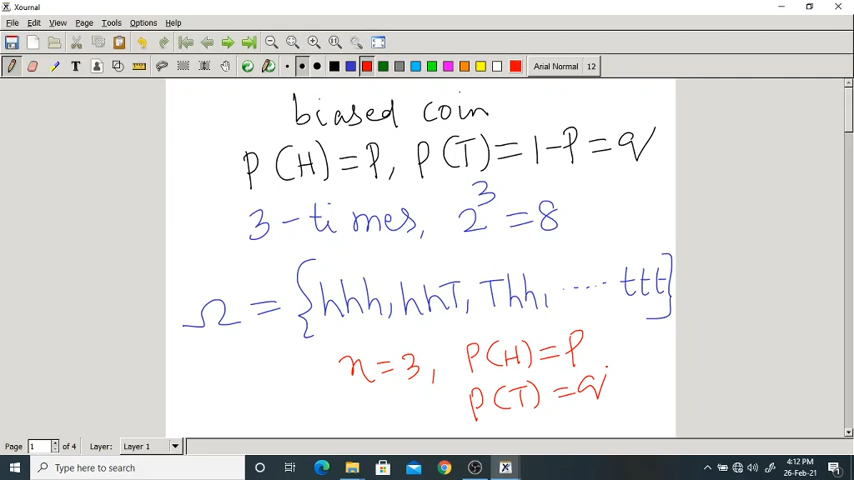 Xournal
File Edit View Page Tools Options Help
Arial Normal 12
biased coin
P(H)=P, P(T)=1-P=q
3-times, 2³=8
Ω={hhh, hhT, Thh, ..... ttt}
n=3, P(H)=P
P(T)=q
Page 1 of 4 Layer: Layer 1
Type here to search
4:12 PM
26-Feb-21